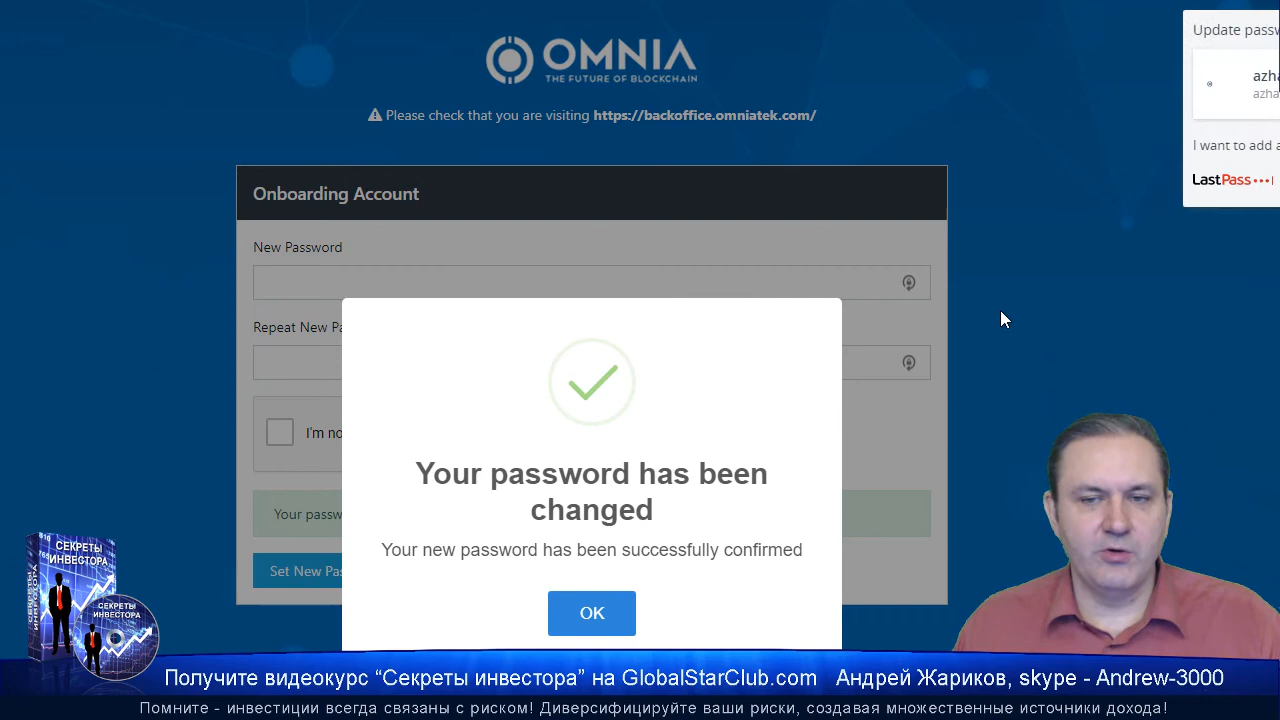 OMNIA
THE FUTURE OF BLOCKCHAIN
Please check that you are visiting https://backoffice.omniatek.com/
Update passw
azha
azha
I want to add a
LastPass
Onboarding Account
New Password
Repeat New Pa
I'm no
Your passw
Set New Pas
Your password has been
changed
Your new password has been successfully confirmed
OK
СЕКРЕТЫ
ИНВЕСТОРА
СЕКРЕТЫ
ИНВЕСТОРА
Получите видеокурс “Секреты инвестора” на GlobalStarClub.com Андрей Жариков, skype - Andrew-3000
Помните - инвестиции всегда связаны с риском! Диверсифицируйте ваши риски, создавая множественные источники дохода!